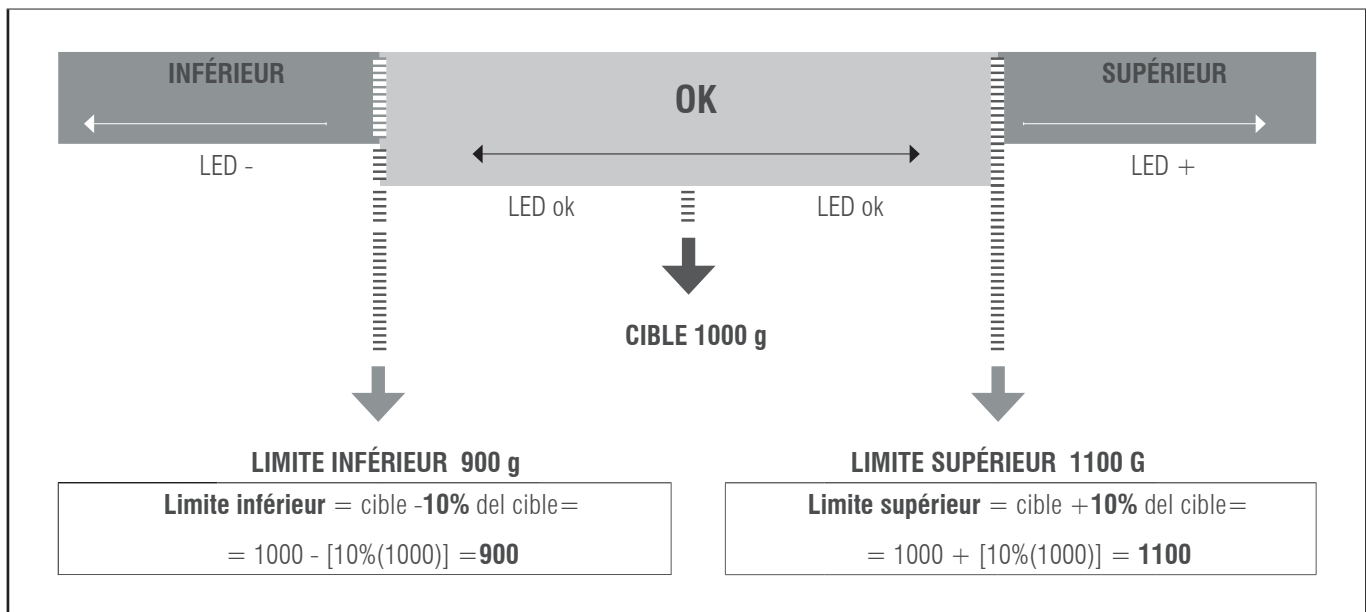 INFÉRIEUR
OK
SUPÉRIEUR
LED -
LED +
LED ok
LED ok
CIBLE 1000 g
LIMITE INFÉRIEUR 900 g
LIMITE SUPÉRIEUR 1100 G
Limite inférieur = cible -10% del cible=
= 1000 - [10%(1000)] =900
Limite supérieur = cible +10% del cible=
= 1000 + [10%(1000)] = 1100